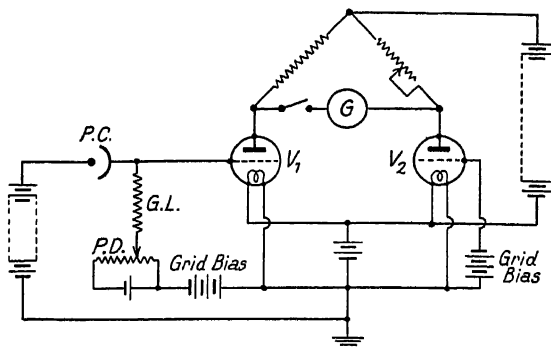 G
P.C.
V1
V2
G.L.
P.D.
Grid Bias
Grid
Bias